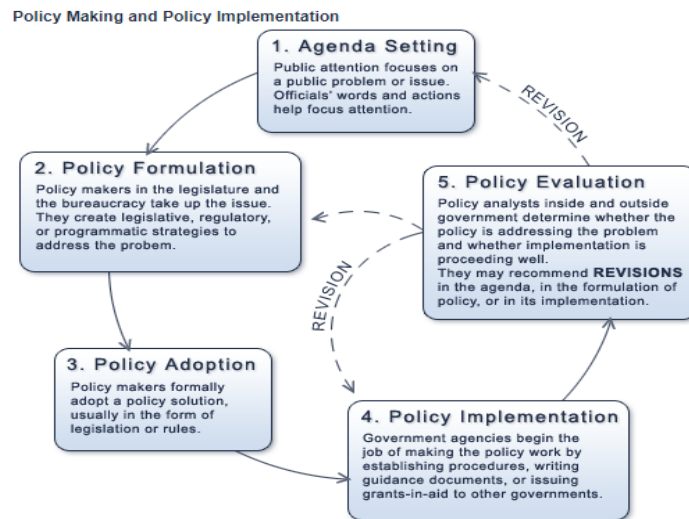 Policy Making and Policy Implementation
1. Agenda Setting
Public attention focuses on
a public problem or issue.
Officials' words and actions
help focus attention.
REVISION
2. Policy Formulation
Policy makers in the legislature and
the bureaucracy take up the issue.
They create legislative, regulatory,
or programmatic strategies to
address the probem.
5. Policy Evaluation
Policy analysts inside and outside
government determine whether the
policy is addressing the problem
and whether implementation is
proceeding well.
They may recommend REVISIONS
in the agenda, in the formulation of
policy, or in its implementation.
REVISION
3. Policy Adoption
Policy makers formally
adopt a policy solution,
usually in the form of
legislation or rules.
4. Policy Implementation
Government agencies begin the
job of making the policy work by
establishing procedures, writing
guidance documents, or issuing
grants-in-aid to other governments.